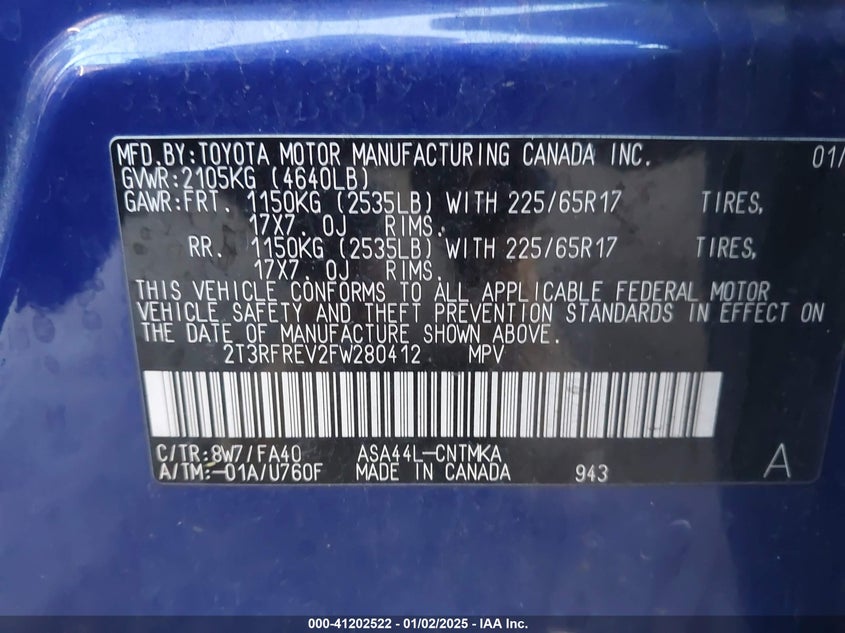 MFD.BY:TOYOTA MOTOR MANUFACTURING CANADA INC. 01/
GVWR:2105KG (4640LB)
GAWR:FRT. 1150KG (2535LB) WITH 225/65R17 TIRES,
17X7.0J RIMS.
RR. 1150KG (2535LB) WITH 225/65R17 TIRES,
17X7.0J RIMS.
THIS VEHICLE CONFORMS TO ALL APPLICABLE FEDERAL MOTOR
VEHICLE SAFETY AND THEFT PREVENTION STANDARDS IN EFFECT ON
THE DATE OF MANUFACTURE SHOWN ABOVE.
2T3RFREV2FW280412 MPV
C/TR:8W7/FA40 ASA44L-CNTMKA
A/TM:-01A/U760F MADE IN CANADA 943 A
000-41202522 - 01/02/2025 - IAA Inc.